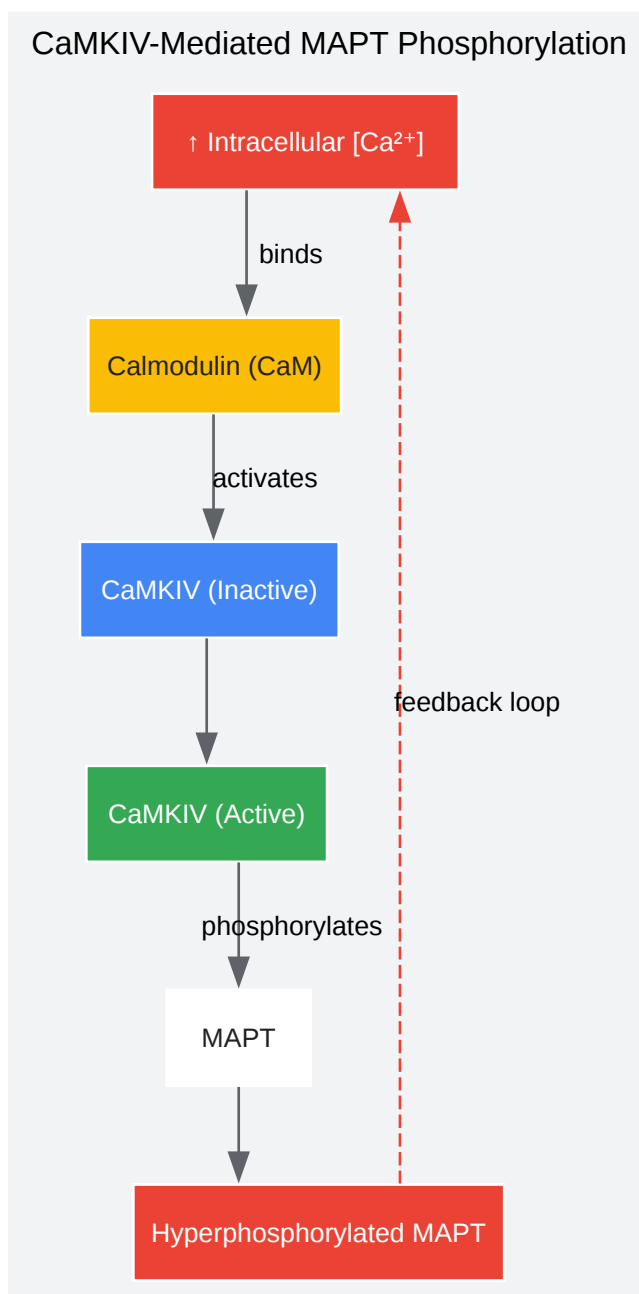 CaMKIV-Mediated MAPT Phosphorylation
↑ Intracellular [Ca²⁺]
binds
Calmodulin (CaM)
activates
CaMKIV (Inactive)
feedback loop
CaMKIV (Active)
phosphorylates
MAPT
Hyperphosphorylated MAPT